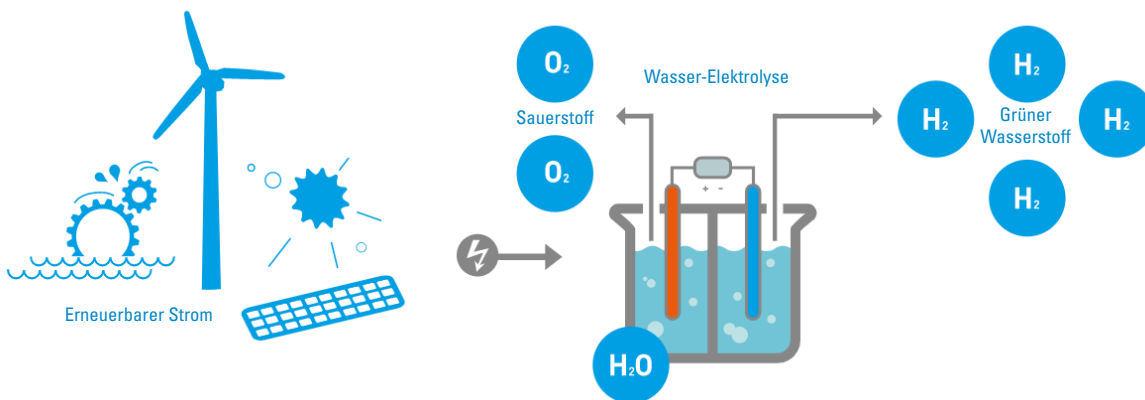 Erneuerbarer Strom
O₂
Sauerstoff
O₂
Wasser-Elektrolyse
+ -
H₂O
H₂
H₂
Grüner
Wasserstoff
H₂
H₂